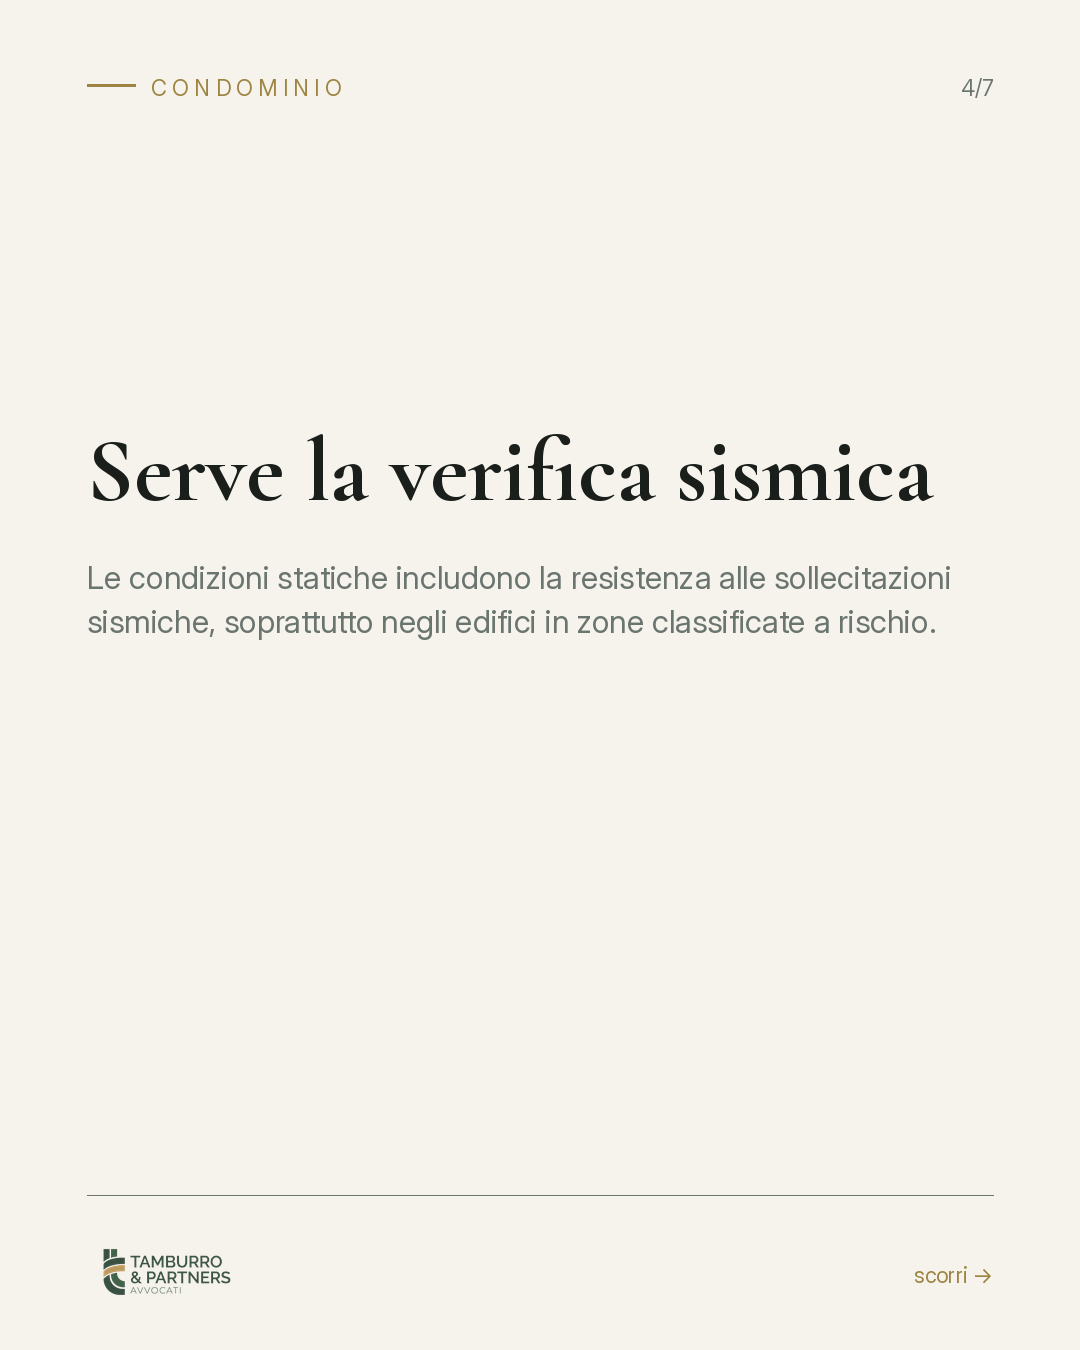 CONDOMINIO
4/7
Serve la verifica sismica
Le condizioni statiche includono la resistenza alle sollecitazioni
sismiche, soprattutto negli edifici in zone classificate a rischio.
TAMBURRO
& PARTNERS
AVVOCATI
scorri →